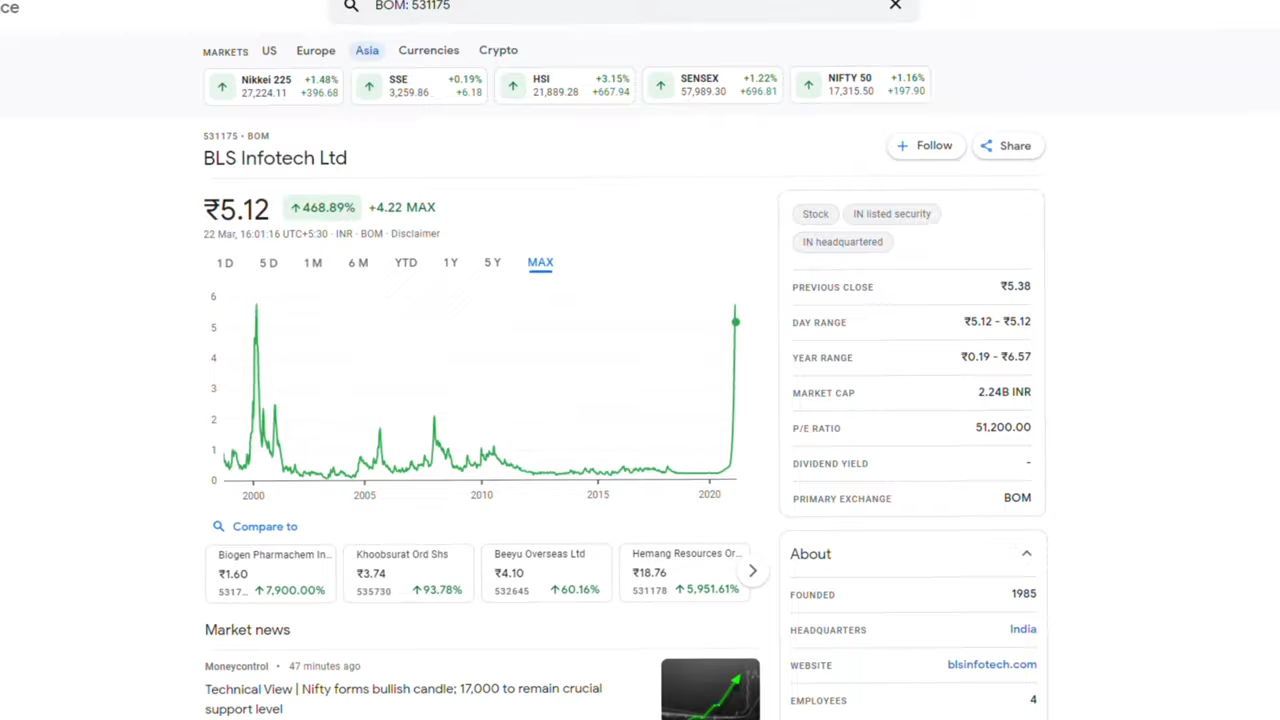 ce
BOM: 531175
MARKETS US Europe Asia Currencies Crypto
Nikkei 225 +1.48%
27,224.11 +396.68
SSE +0.19%
3,259.86 +6.18
HSI +3.15%
21,889.28 +667.94
SENSEX +1.22%
57,989.30 +696.81
NIFTY 50 +1.16%
17,315.50 +197.90
531175 • BOM
BLS Infotech Ltd
Follow
Share
₹5.12 468.89% +4.22 MAX
22 Mar, 16:01:16 UTC+5:30 · INR · BOM · Disclaimer
1 D 5 D 1 M 6 M YTD 1 Y 5 Y MAX
6
5
4
3
2
1
0
2000 2005 2010 2015 2020
Compare to
Biogen Pharmachem In...
₹1.60
5317... 7,900.00%
Khoobsurat Ord Shs
₹3.74
535730 93.78%
Beeyu Overseas Ltd
₹4.10
532645 60.16%
Hemang Resources Or...
₹18.76
531178 5,951.61%
Market news
Moneycontrol • 47 minutes ago
Technical View | Nifty forms bullish candle; 17,000 to remain crucial
support level
Stock IN listed security
IN headquartered
PREVIOUS CLOSE ₹5.38
DAY RANGE ₹5.12 - ₹5.12
YEAR RANGE ₹0.19 - ₹6.57
MARKET CAP 2.24B INR
P/E RATIO 51,200.00
DIVIDEND YIELD -
PRIMARY EXCHANGE BOM
About
FOUNDED 1985
HEADQUARTERS India
WEBSITE blsinfotech.com
EMPLOYEES 4